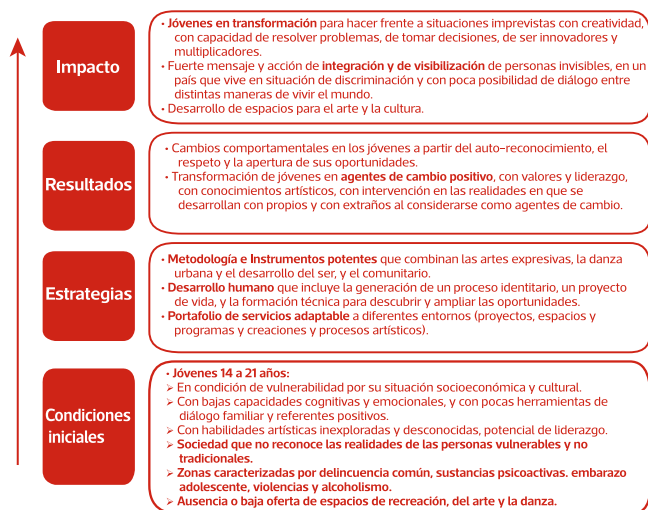 Impacto
• Jóvenes en transformación para hacer frente a situaciones imprevistas con creatividad,
con capacidad de resolver problemas, de tomar decisiones, de ser innovadores y
multiplicadores.
• Fuerte mensaje y acción de integración y de visibilización de personas invisibles, en un
país que vive en situación de discriminación y con poca posibilidad de diálogo entre
distintas maneras de vivir el mundo.
• Desarrollo de espacios para el arte y la cultura.
Resultados
• Cambios comportamentales en los jóvenes a partir del auto-reconocimiento, el
respeto y la apertura de sus oportunidades.
• Transformación de jóvenes en agentes de cambio positivo, con valores y liderazgo,
con conocimientos artísticos, con intervención en las realidades en que se
desarrollan con propios y con extraños al considerarse como agentes de cambio.
Estrategias
• Metodología e Instrumentos potentes que combinan las artes expresivas, la danza
urbana y el desarrollo del ser, y el comunitario.
• Desarrollo humano que incluye la generación de un proceso identitario, un proyecto
de vida, y la formación técnica para descubrir y ampliar las oportunidades.
• Portafolio de servicios adaptable a diferentes entornos (proyectos, espacios y
programas y creaciones y procesos artísticos).
Condiciones
iniciales
• Jóvenes 14 a 21 años:
➢ En condición de vulnerabilidad por su situación socioeconómica y cultural.
➢ Con bajas capacidades cognitivas y emocionales, y con pocas herramientas de
diálogo familiar y referentes positivos.
➢ Con habilidades artísticas inexploradas y desconocidas, potencial de liderazgo.
➢ Sociedad que no reconoce las realidades de las personas vulnerables y no
tradicionales.
➢ Zonas caracterizadas por delincuencia común, sustancias psicoactivas. embarazo
adolescente, violencias y alcoholismo.
➢ Ausencia o baja oferta de espacios de recreación, del arte y la danza.